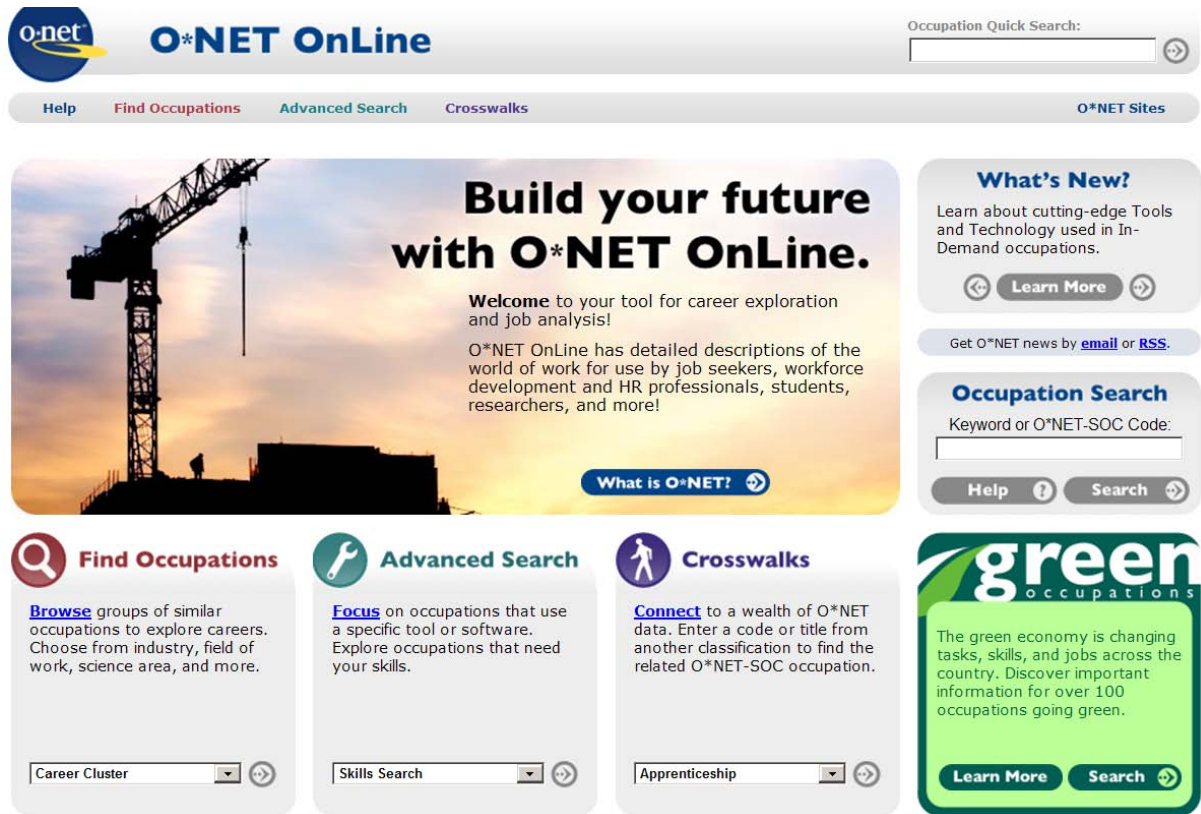 o·net™
O*NET OnLine
Occupation Quick Search:
Help Find Occupations Advanced Search Crosswalks O*NET Sites
Build your future
with O*NET OnLine.
Welcome to your tool for career exploration
and job analysis!
O*NET OnLine has detailed descriptions of the
world of work for use by job seekers, workforce
development and HR professionals, students,
researchers, and more!
What is O*NET?
What's New?
Learn about cutting-edge Tools
and Technology used in In-
Demand occupations.
Learn More
Get O*NET news by email or RSS.
Occupation Search
Keyword or O*NET-SOC Code:
Help ? Search
Find Occupations
Browse groups of similar
occupations to explore careers.
Choose from industry, field of
work, science area, and more.
Career Cluster
Advanced Search
Focus on occupations that use
a specific tool or software.
Explore occupations that need
your skills.
Skills Search
Crosswalks
Connect to a wealth of O*NET
data. Enter a code or title from
another classification to find the
related O*NET-SOC occupation.
Apprenticeship
green
occupations
The green economy is changing
tasks, skills, and jobs across the
country. Discover important
information for over 100
occupations going green.
Learn More Search